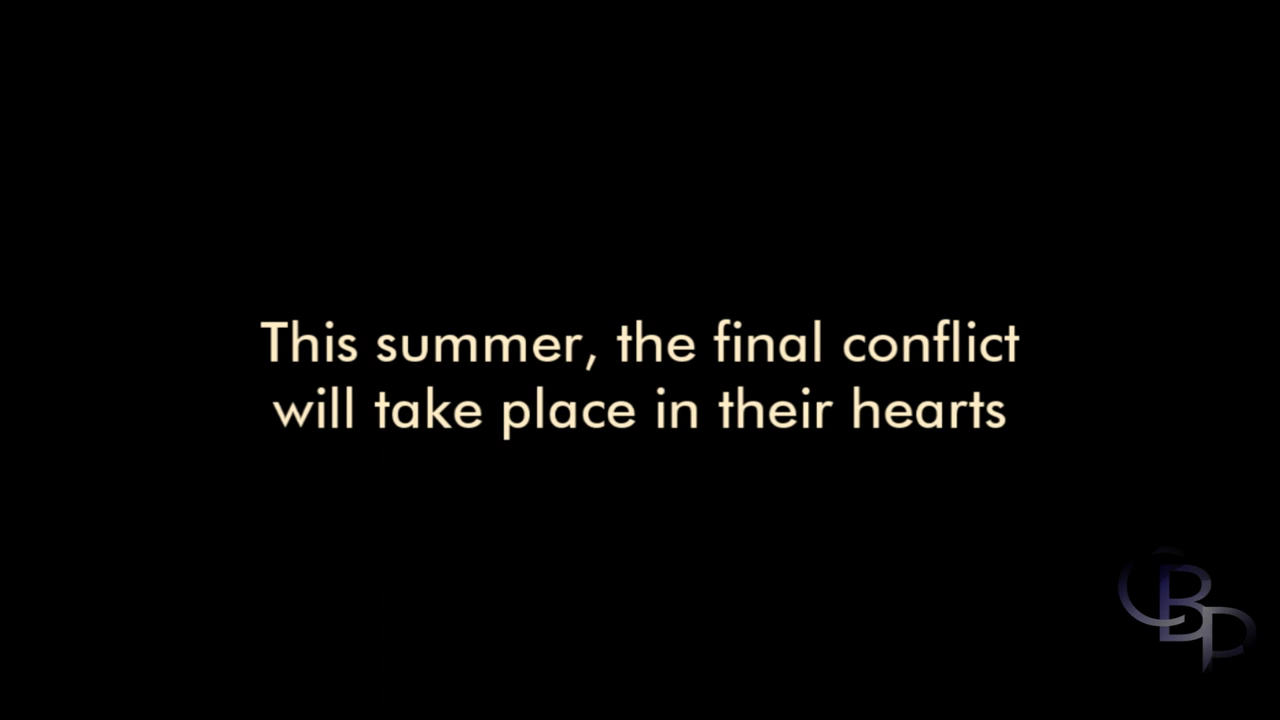 This summer, the final conflict
will take place in their hearts
CBP